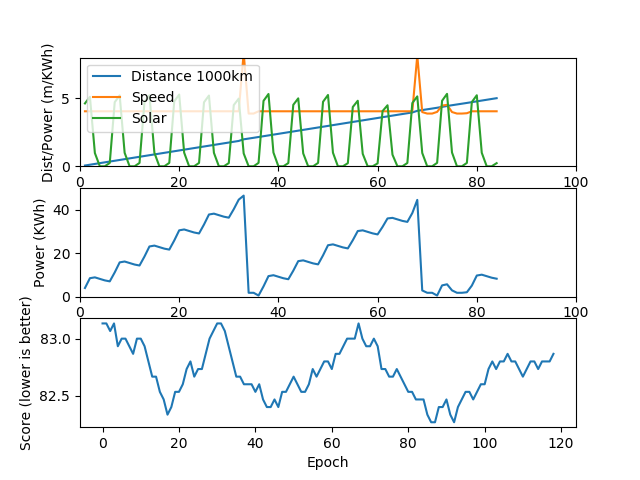 Dist/Power (m/KWh)
5
0
Distance 1000km
Speed
Solar
0 20 40 60 80 100
Power (KWh)
40
20
0
0 20 40 60 80 100
Score (lower is better)
83.0
82.5
0 20 40 60 80 100 120
Epoch